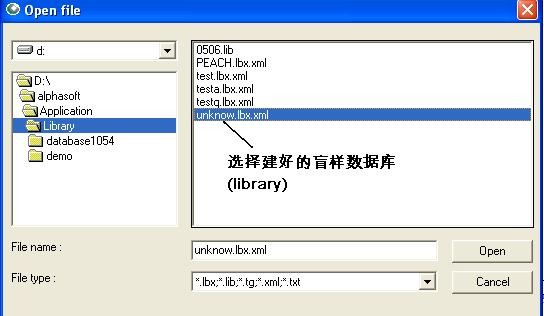 Open file
d:
D:\
alphasoft
Application
Library
database1054
demo
0506.lib
PEACH.lbx.xml
test.lbx.xml
testa.lbx.xml
testq.lbx.xml
unknow.lbx.xml
选择建好的盲样数据库
(library)
File name :
unknow.lbx.xml
Open
File type :
*.lbx;*.lib;*.tg;*.xml;*.txt
Cancel